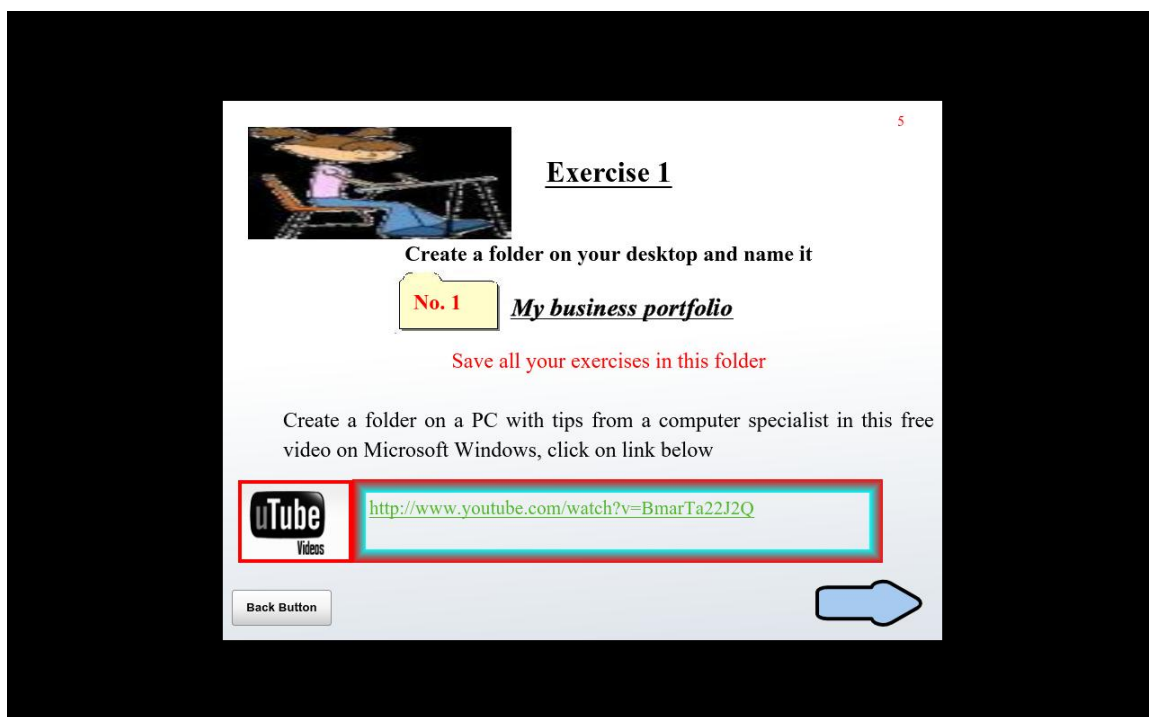 5
Exercise 1
Create a folder on your desktop and name it
No. 1
My business portfolio
Save all your exercises in this folder
Create a folder on a PC with tips from a computer specialist in this free
video on Microsoft Windows, click on link below
uTube
Videos
http://www.youtube.com/watch?v=BmarTa22J2Q
Back Button